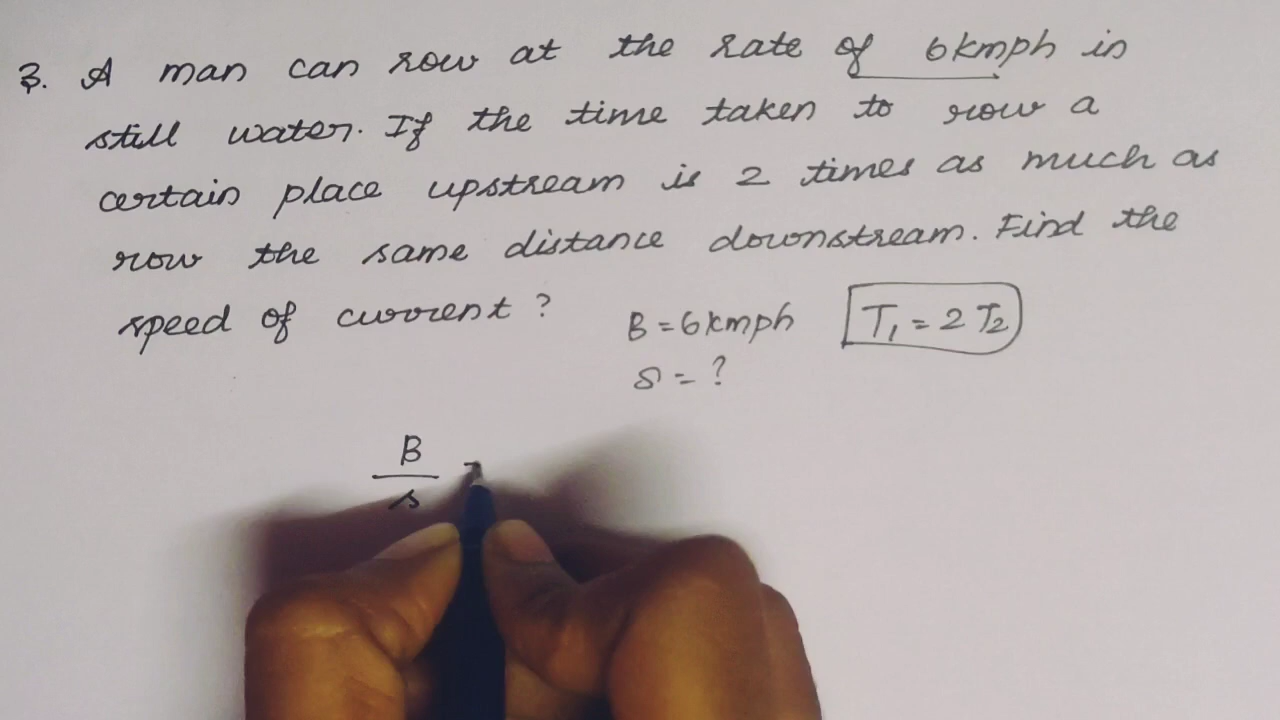 3. A man can row at the rate of 6kmph in
still water. If the time taken to row a
certain place upstream is 2 times as much as
row the same distance downstream. Find the
speed of current?
B = 6kmph T₁ = 2 T₂
S = ?
B
s